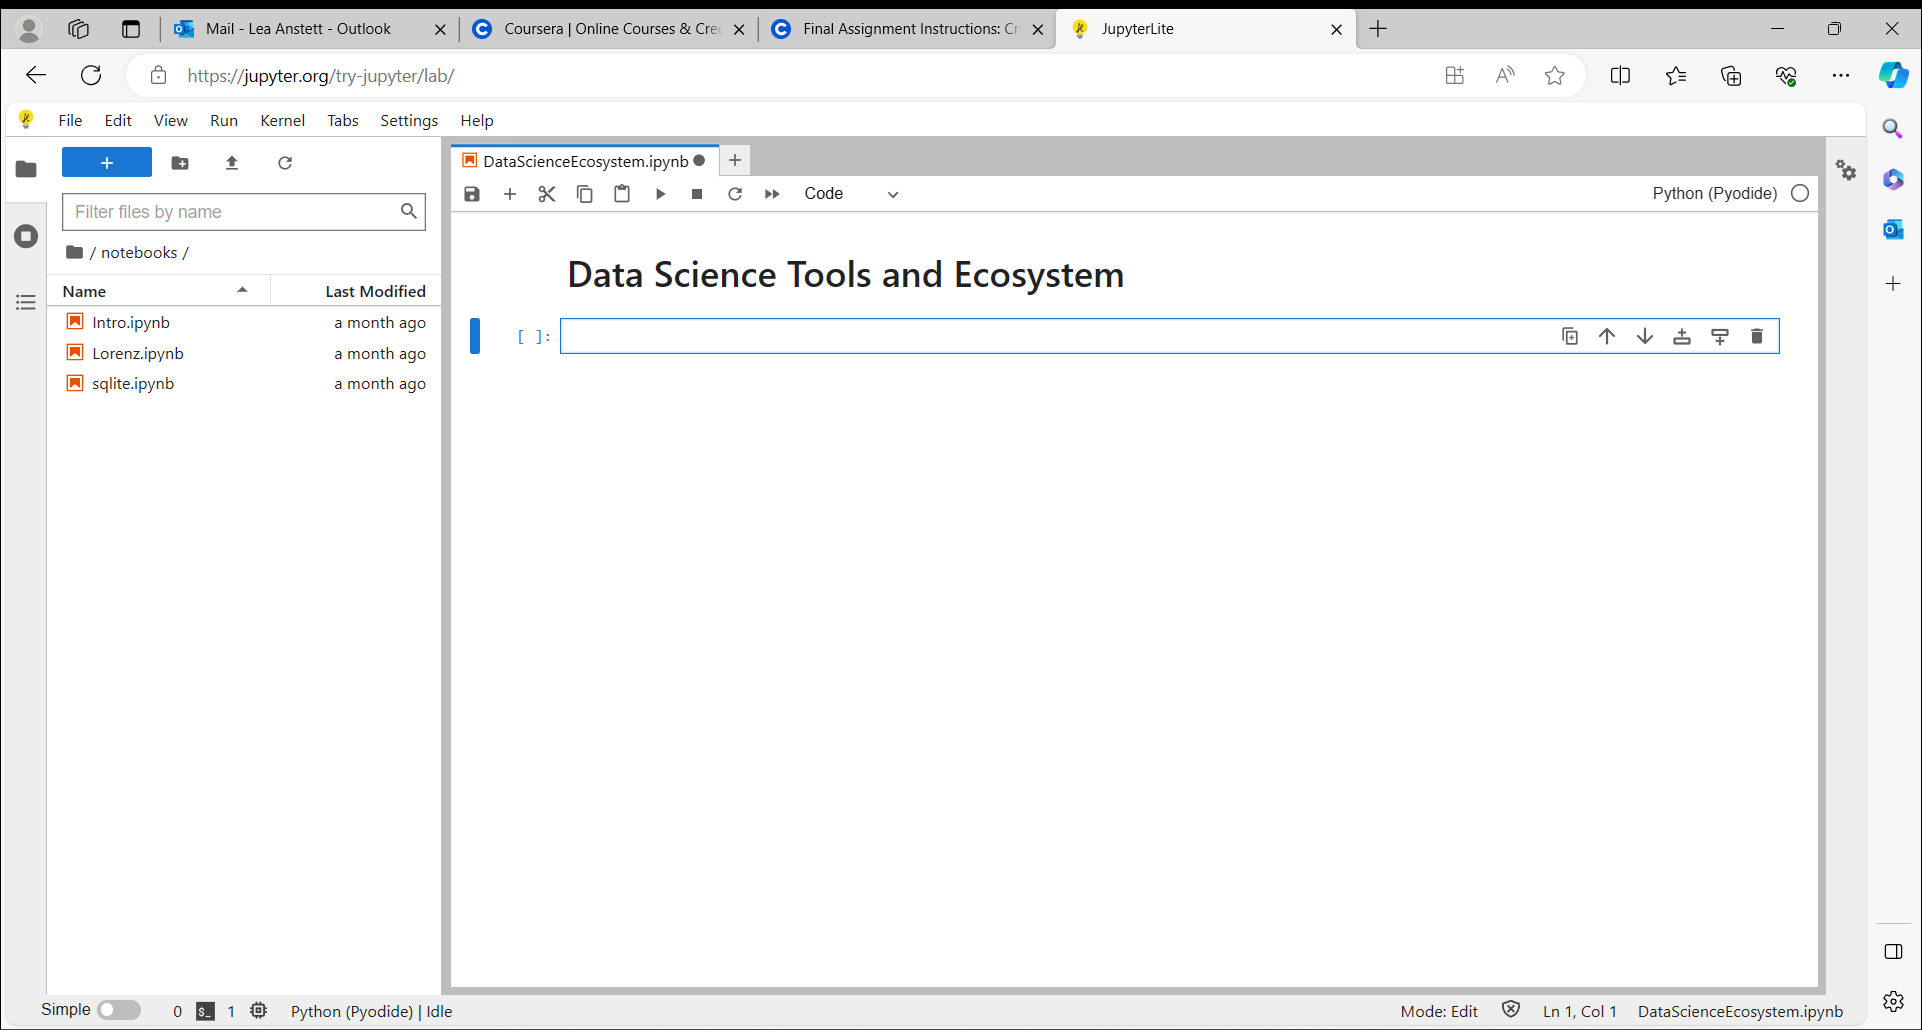 Mail - Lea Anstett - Outlook
Coursera | Online Courses & Crec
Final Assignment Instructions: Cr
JupyterLite
https://jupyter.org/try-jupyter/lab/
File Edit View Run Kernel Tabs Settings Help
DataScienceEcosystem.ipynb
Code
Python (Pyodide)
Filter files by name
/ notebooks /
Name Last Modified
Intro.ipynb a month ago
Lorenz.ipynb a month ago
sqlite.ipynb a month ago
Data Science Tools and Ecosystem
[ ]:
Simple 0 $_ 1 Python (Pyodide) | Idle Mode: Edit Ln 1, Col 1 DataScienceEcosystem.ipynb